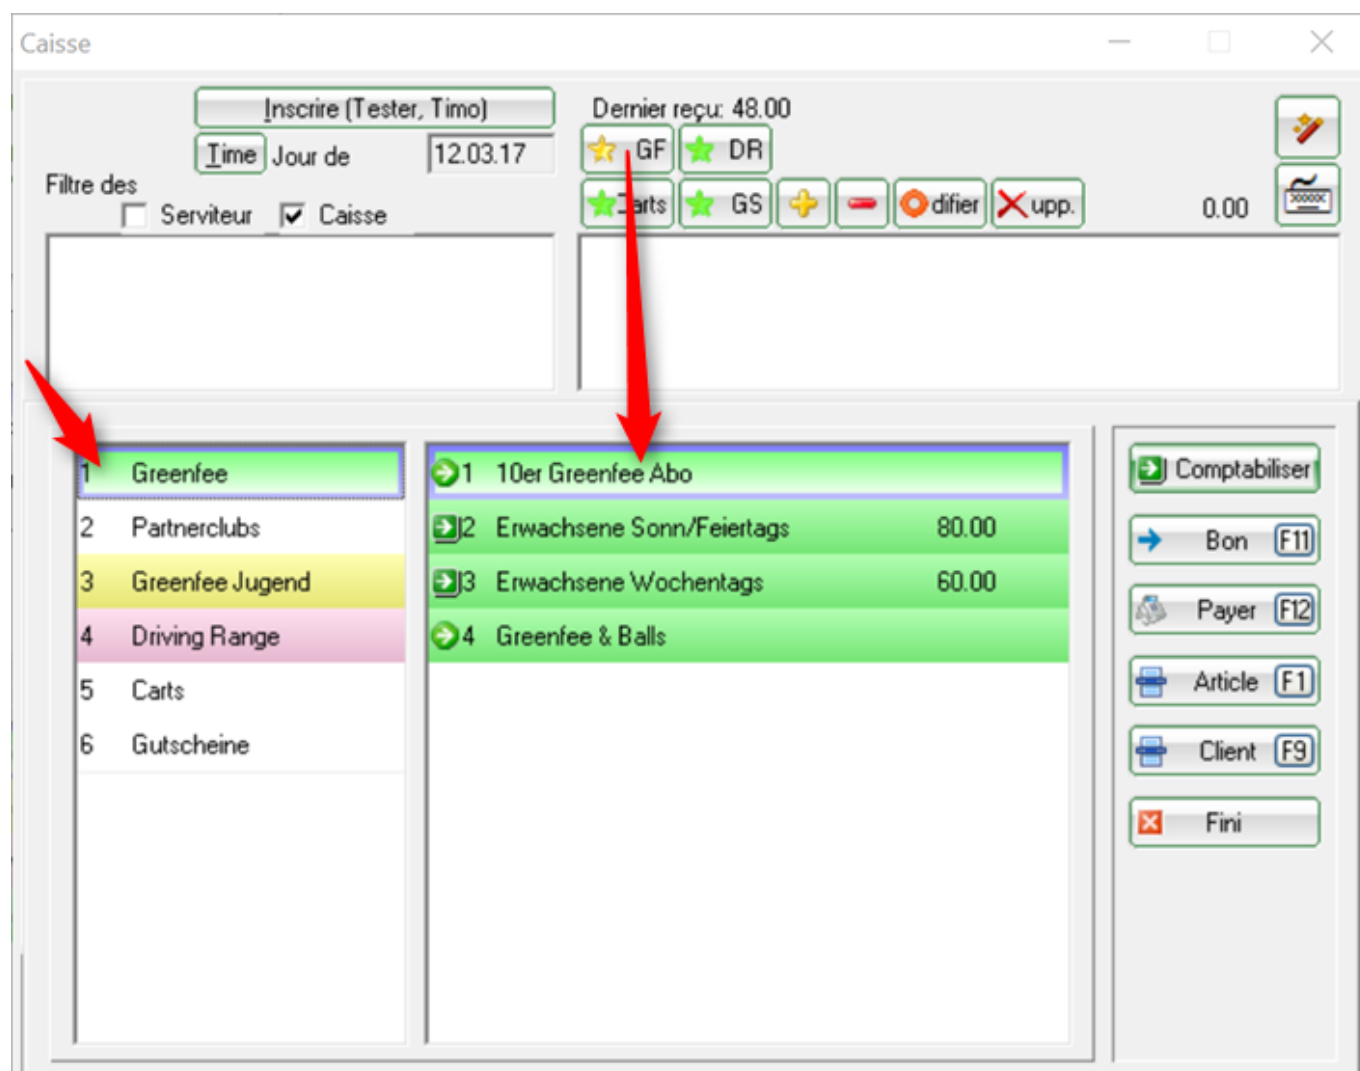 Caisse
Inscrire (Tester, Timo)
Dernier reçu: 48.00
Time Jour de 12.03.17
GF DR
Filtre des
Serviteur Caisse
arts GS difier upp. 0.00
1 Greenfee
2 Partnerclubs
3 Greenfee Jugend
4 Driving Range
5 Carts
6 Gutscheine
1 10er Greenfee Abo
2 Erwachsene Sonn/Feiertags 80.00
3 Erwachsene Wochentags 60.00
4 Greenfee & Balls
Comptabiliser
Bon F11
Payer F12
Article F1
Client F9
Fini